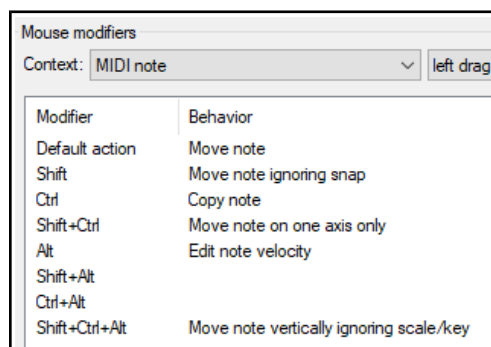 Mouse modifiers
Context: MIDI note left drag
Modifier Behavior
Default action Move note
Shift Move note ignoring snap
Ctrl Copy note
Shift+Ctrl Move note on one axis only
Alt Edit note velocity
Shift+Alt
Ctrl+Alt
Shift+Ctrl+Alt Move note vertically ignoring scale/key